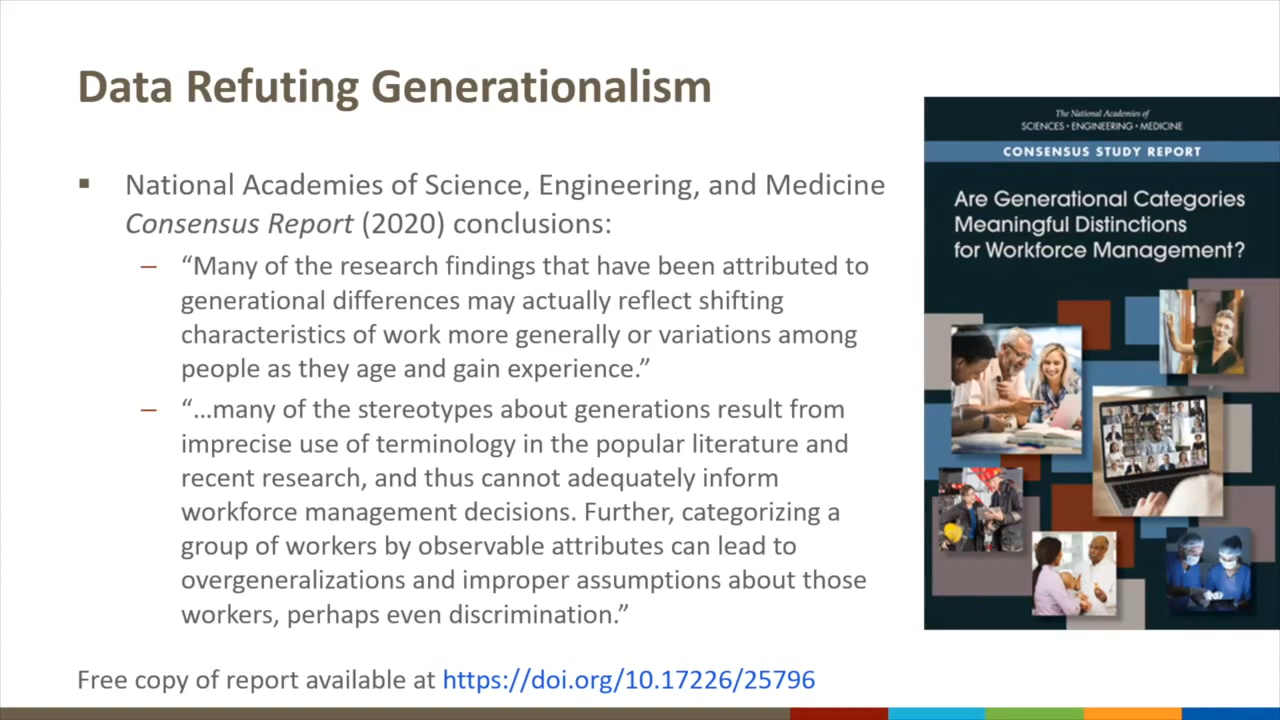 Data Refuting Generationalism
▪ National Academies of Science, Engineering, and Medicine
Consensus Report (2020) conclusions:
– “Many of the research findings that have been attributed to
generational differences may actually reflect shifting
characteristics of work more generally or variations among
people as they age and gain experience.”
– “…many of the stereotypes about generations result from
imprecise use of terminology in the popular literature and
recent research, and thus cannot adequately inform
workforce management decisions. Further, categorizing a
group of workers by observable attributes can lead to
overgeneralizations and improper assumptions about those
workers, perhaps even discrimination.”
Free copy of report available at https://doi.org/10.17226/25796
The National Academies of
SCIENCES • ENGINEERING • MEDICINE
CONSENSUS STUDY REPORT
Are Generational Categories
Meaningful Distinctions
for Workforce Management?